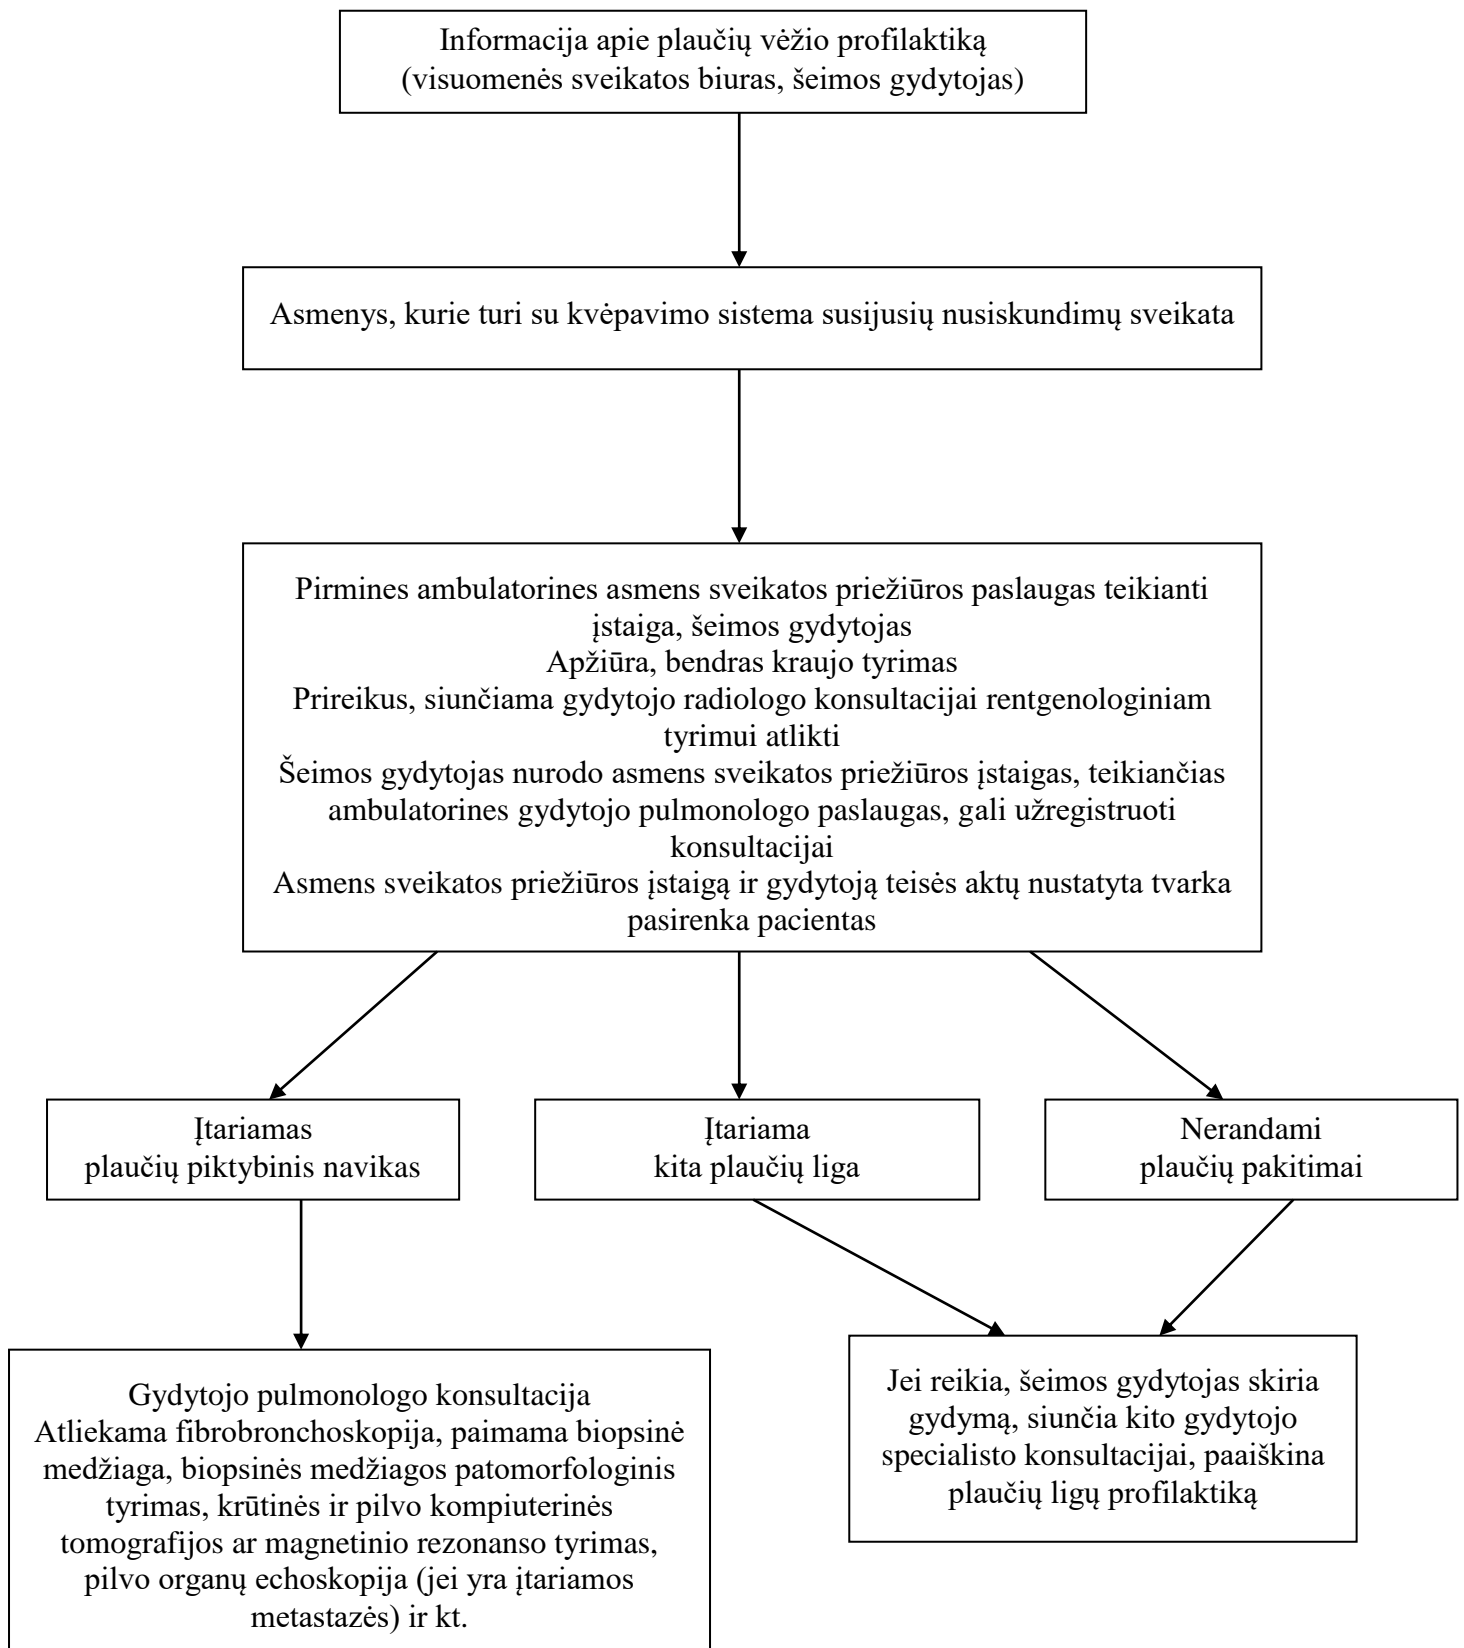 Informacija apie plaučių vėžio profilaktiką
(visuomenės sveikatos biuras, šeimos gydytojas)
Asmenys, kurie turi su kvėpavimo sistema susijusių nusiskundimų sveikata
Pirmines ambulatorines asmens sveikatos priežiūros paslaugas teikianti
įstaiga, šeimos gydytojas
Apžiūra, bendras kraujo tyrimas
Prireikus, siunčiama gydytojo radiologo konsultacijai rentgenologiniam
tyrimui atlikti
Šeimos gydytojas nurodo asmens sveikatos priežiūros įstaigas, teikiančias
ambulatorines gydytojo pulmonologo paslaugas, gali užregistruoti
konsultacijai
Asmens sveikatos priežiūros įstaigą ir gydytoją teisės aktų nustatyta tvarka
pasirenka pacientas
Įtariamas
plaučių piktybinis navikas
Įtariama
kita plaučių liga
Nerandami
plaučių pakitimai
Gydytojo pulmonologo konsultacija
Atliekama fibrobronchoskopija, paimama biopsinė
medžiaga, biopsinės medžiagos patomorfologinis
tyrimas, krūtinės ir pilvo kompiuterinės
tomografijos ar magnetinio rezonanso tyrimas,
pilvo organų echoskopija (jei yra įtariamos
metastazės) ir kt.
Jei reikia, šeimos gydytojas skiria
gydymą, siunčia kito gydytojo
specialisto konsultacijai, paaiškina
plaučių ligų profilaktiką